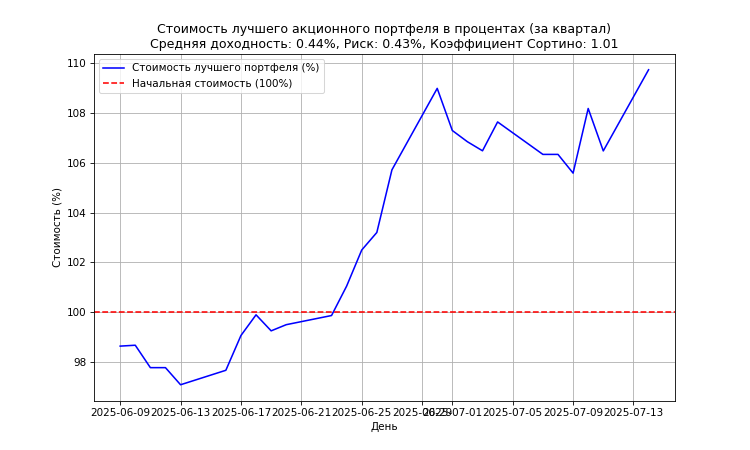 Стоимость лучшего акционного портфеля в процентах (за квартал)
Средняя доходность: 0.44%, Риск: 0.43%, Коэффициент Сортино: 1.01
Стоимость лучшего портфеля (%)
Начальная стоимость (100%)
110
108
106
104
102
100
98
Стоимость (%)
2025-06-09 2025-06-13 2025-06-17 2025-06-21 2025-06-25 2025-06-29 2025-07-01 2025-07-05 2025-07-09 2025-07-13
День